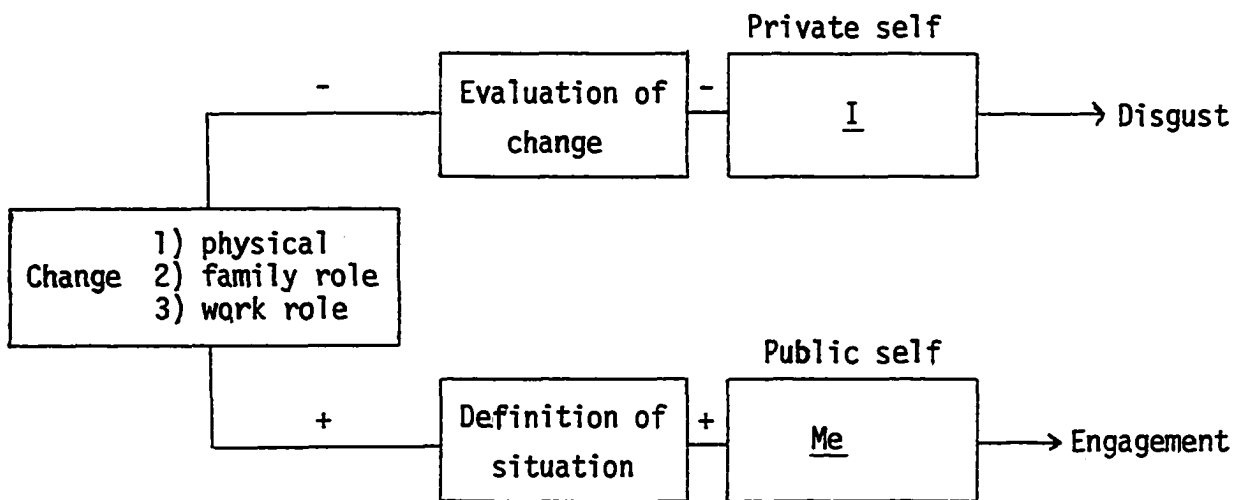 Private self
-
Evaluation of
change
-
I
Disgust
Change
1) physical
2) family role
3) work role
Public self
+
Definition of
situation
+
Me
Engagement